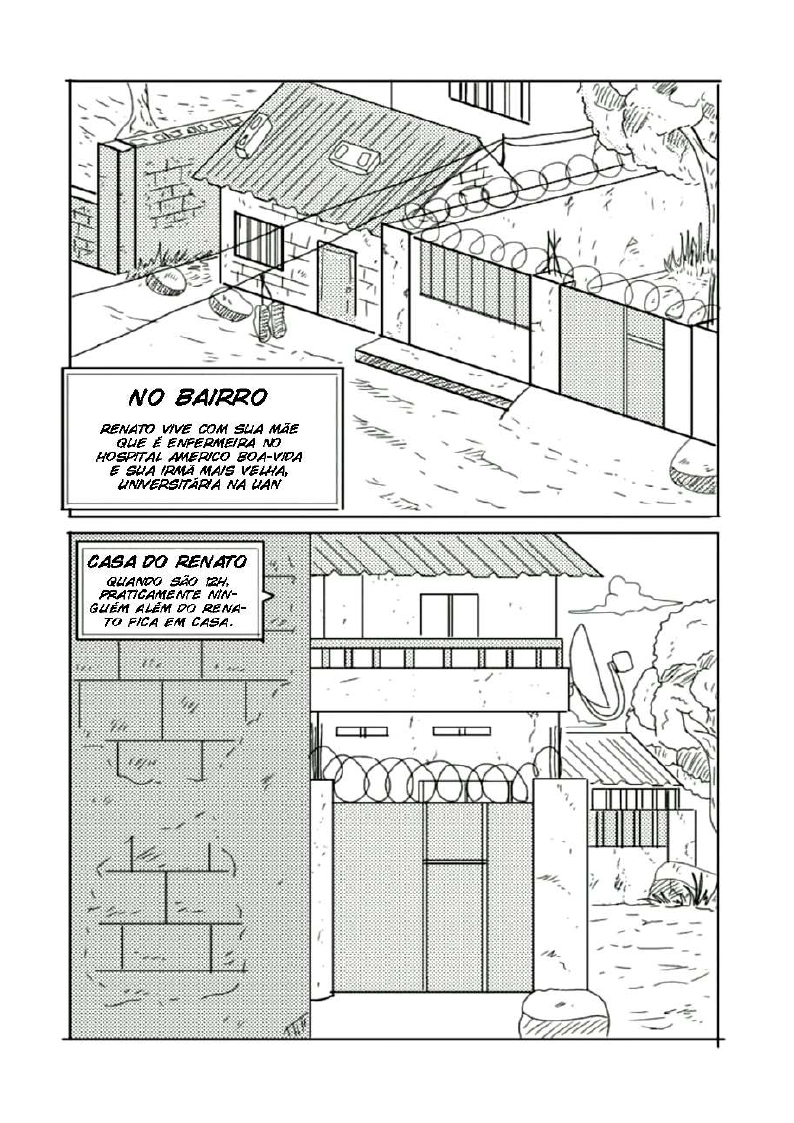 NO BAIRRO
RENATO VIVE COM SUA MÃE
QUE É ENFERMEIRA NO
HOSPITAL AMERICO BOA-VIDA
E SUA IRMÃ MAIS VELHA,
UNIVERSITÁRIA NA UAN
CASA DO RENATO
QUANDO SÃO 12H,
PRATICAMENTE NIN-
GUÉM ALÉM DO RENA-
TO FICA EM CASA.